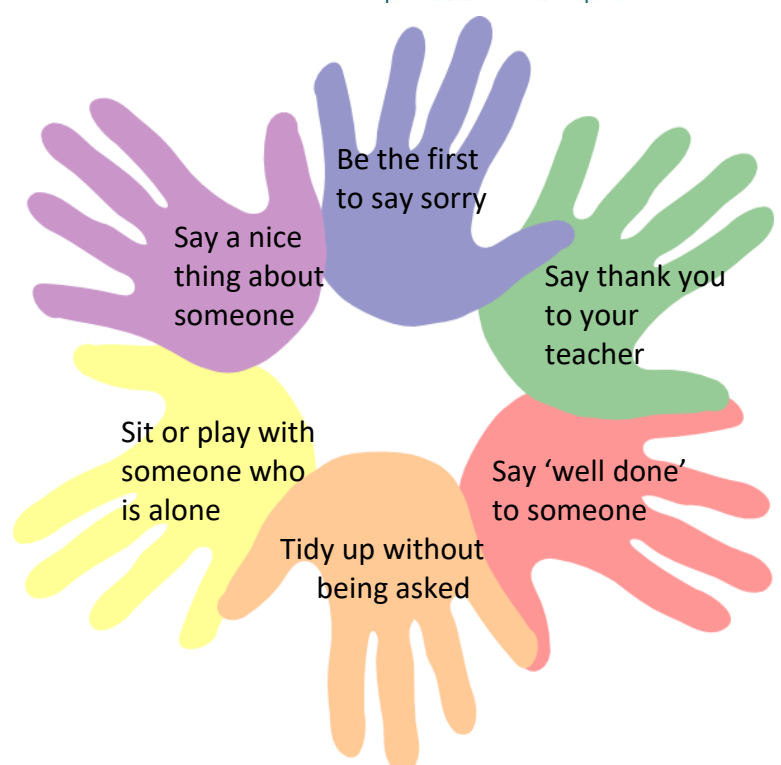 Be the first
to say sorry
Say thank you
to your
teacher
Say ‘well done’
to someone
Tidy up without
being asked
Sit or play with
someone who
is alone
Say a nice
thing about
someone